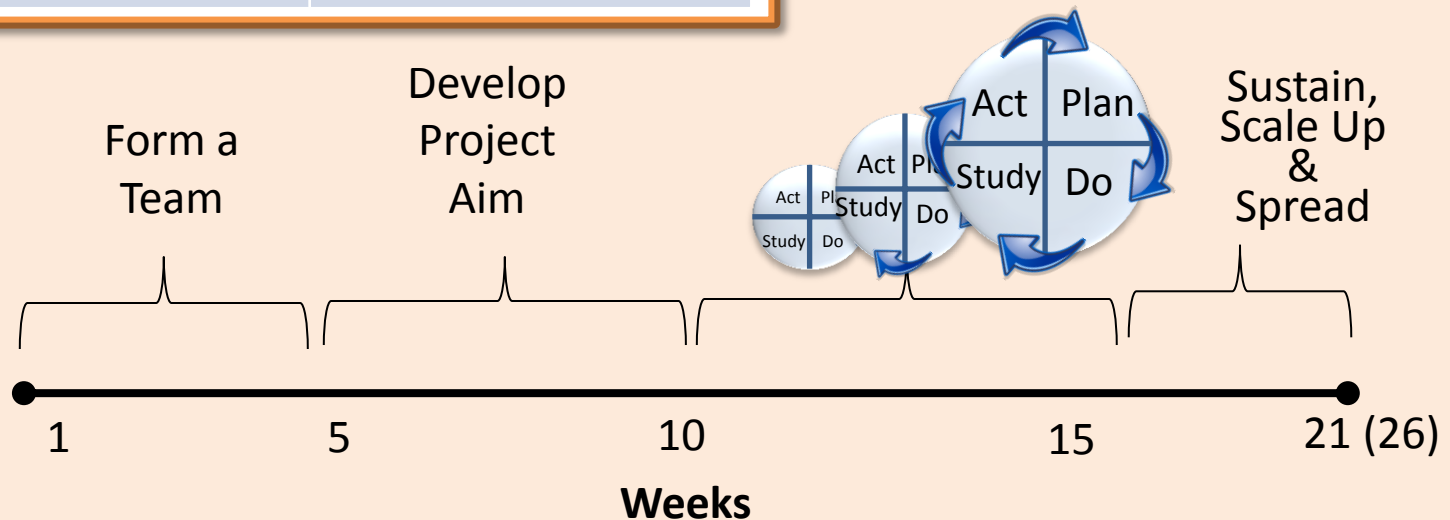 Form a
Team
Develop
Project
Aim
Act
Study
Do
Act
Study
Do
Act
Plan
Study
Do
Sustain,
Scale Up
&
Spread
1
5
10
15
21 (26)
Weeks